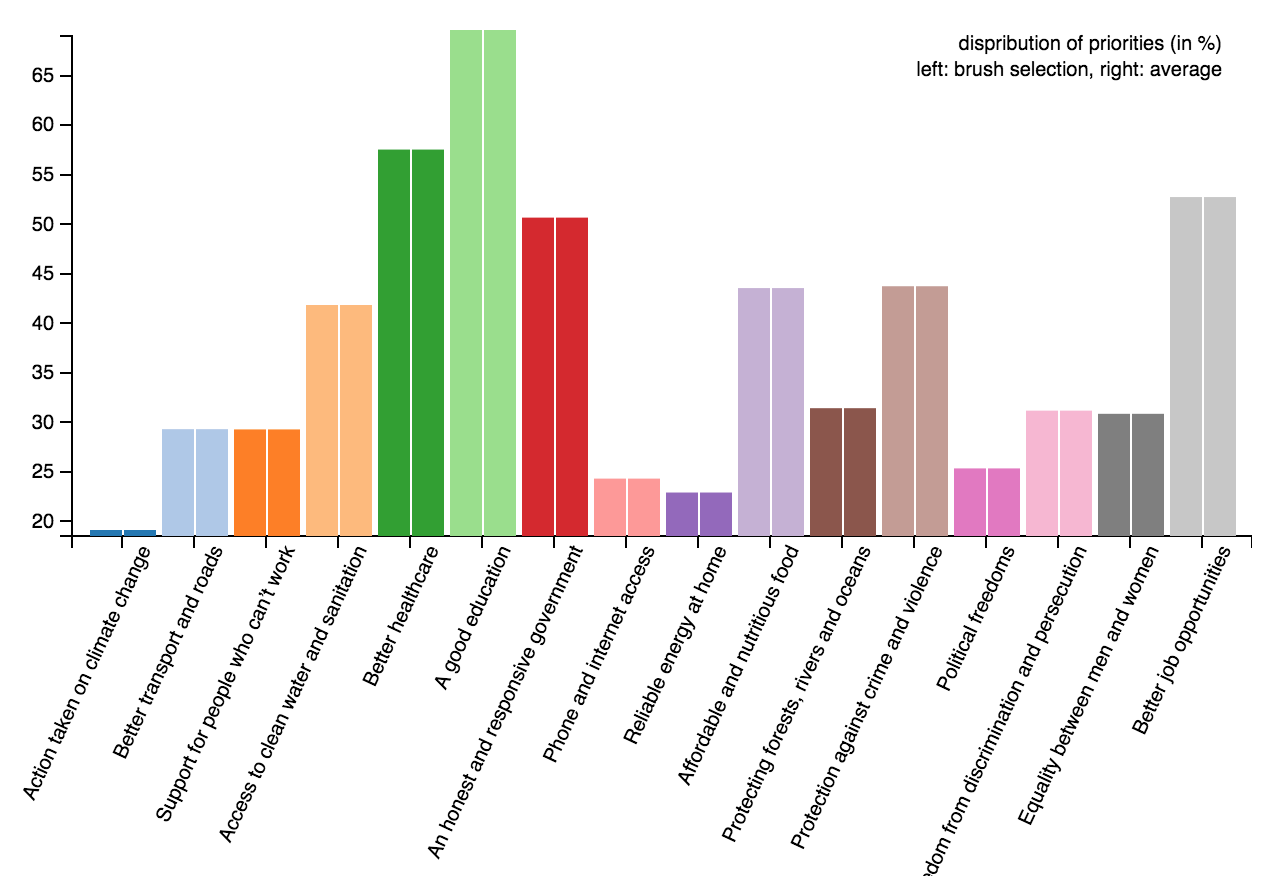 dispribution of priorities (in %)
left: brush selection, right: average
65
60
55
50
45
40
35
30
25
20
Action taken on climate change
Better transport and roads
Support for people who can't work
Access to clean water and sanitation
Better healthcare
A good education
An honest and responsive government
Phone and internet access
Reliable energy at home
Affordable and nutritious food
Protecting forests, rivers and oceans
Protection against crime and violence
Political freedoms
edom from discrimination and persecution
Equality between men and women
Better job opportunities